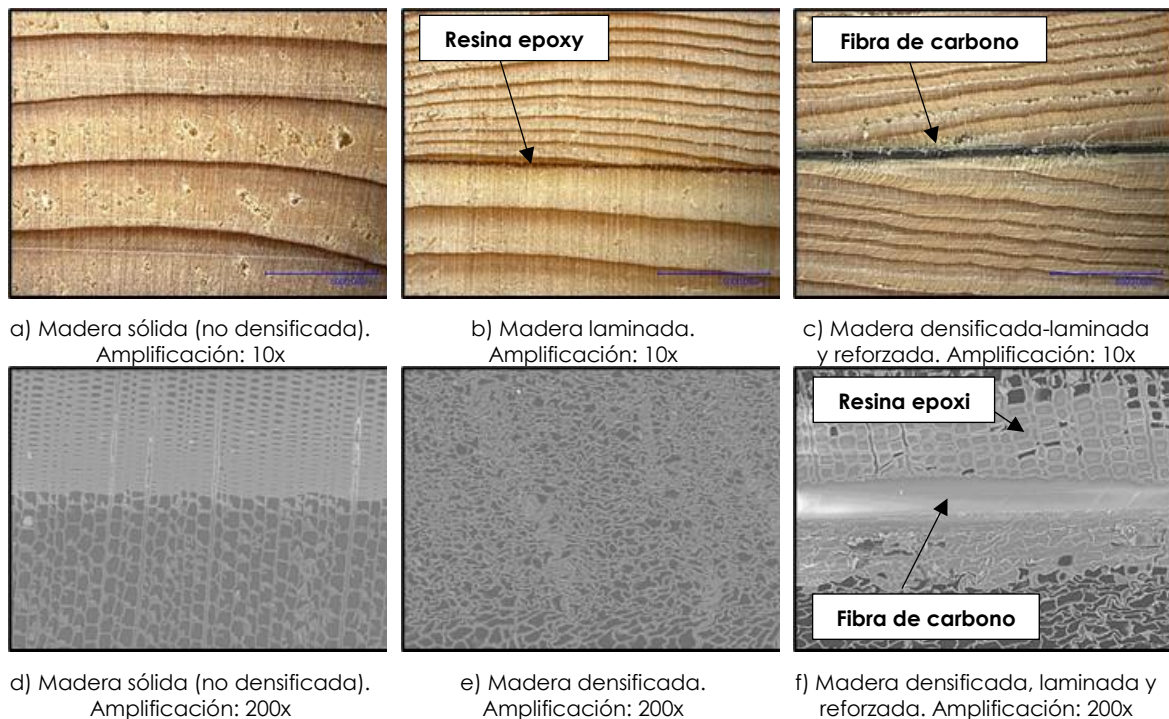 Resina epoxy
Fibra de carbono
a) Madera sólida (no densificada).
Amplificación: 10x
b) Madera laminada.
Amplificación: 10x
c) Madera densificada-laminada
y reforzada. Amplificación: 10x
Resina epoxi
Fibra de carbono
d) Madera sólida (no densificada).
Amplificación: 200x
e) Madera densificada.
Amplificación: 200x
f) Madera densificada, laminada y
reforzada. Amplificación: 200x